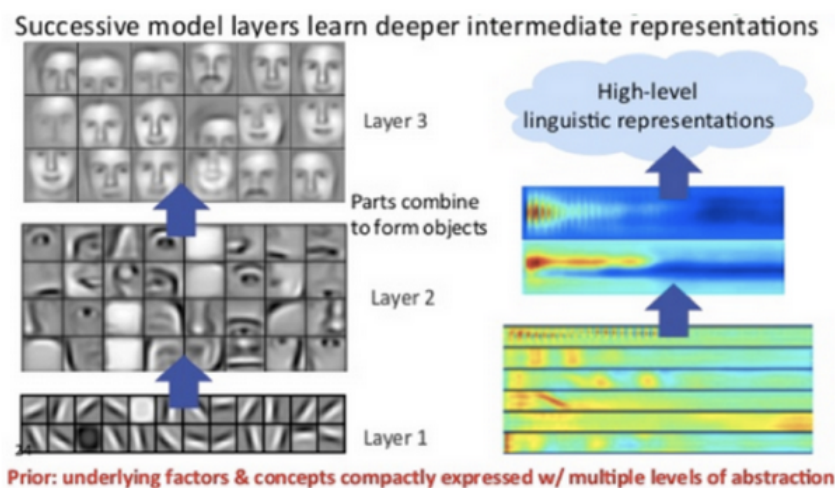 Successive model layers learn deeper intermediate representations
Layer 3
High-level
linguistic representations
Parts combine
to form objects
Layer 2
Layer 1
Prior: underlying factors & concepts compactly expressed w/ multiple levels of abstraction